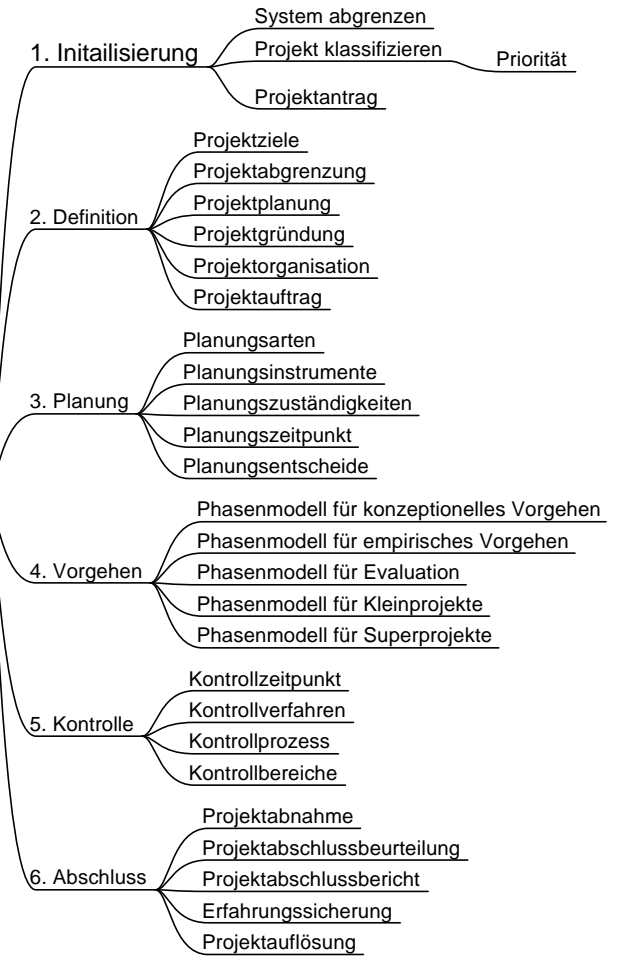 1. Initailisierung
System abgrenzen
Projekt klassifizieren
Priorität
Projektantrag
2. Definition
Projektziele
Projektabgrenzung
Projektplanung
Projektgründung
Projektorganisation
Projektauftrag
3. Planung
Planungsarten
Planungsinstrumente
Planungszuständigkeiten
Planungszeitpunkt
Planungsentscheide
4. Vorgehen
Phasenmodell für konzeptionelles Vorgehen
Phasenmodell für empirisches Vorgehen
Phasenmodell für Evaluation
Phasenmodell für Kleinprojekte
Phasenmodell für Superprojekte
5. Kontrolle
Kontrollzeitpunkt
Kontrollverfahren
Kontrollprozess
Kontrollbereiche
6. Abschluss
Projektabnahme
Projektabschlussbeurteilung
Projektabschlussbericht
Erfahrungssicherung
Projektauflösung